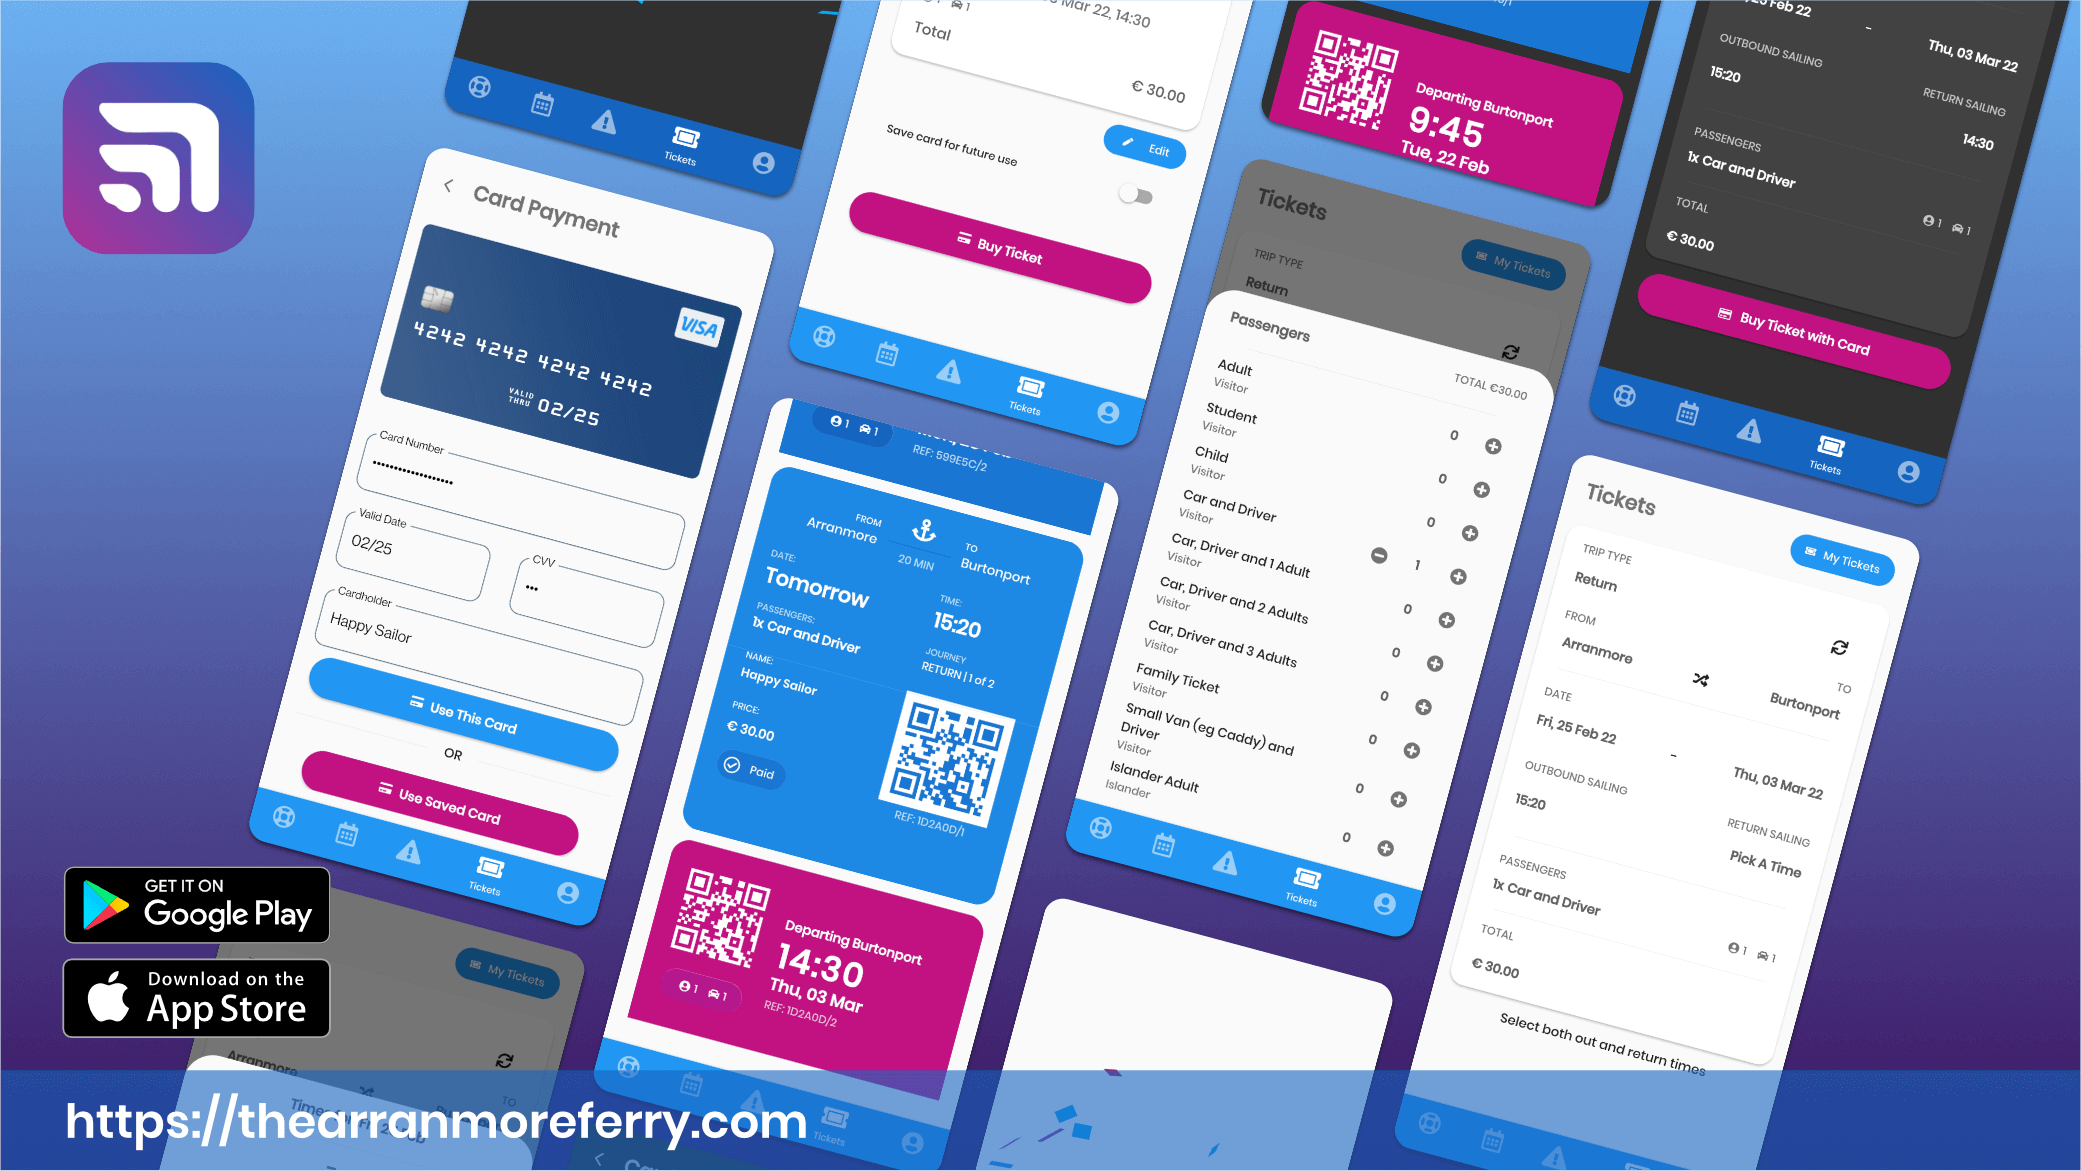 Tickets
Card Payment
VISA
4242 4242 4242 4242
VALID
THRU 02/25
Card Number
••••••••••••••••
Valid Date
02/25
CVV
•••
Cardholder
Happy Sailor
Use This Card
OR
Use Saved Card
Tickets
GET IT ON
Google Play
Download on the
App Store
My Tickets
Arranmore
TO
https://thearranmoreferry.com
1
Mar 22, 14:30
Total
€ 30.00
Edit
Save card for future use
Buy Ticket
Tickets
1 1
REF: 599E5C/2
FROM
Arranmore
20 MIN
TO
Burtonport
DATE:
Tomorrow
TIME:
15:20
PASSENGERS:
1x Car and Driver
JOURNEY
RETURN | 1 of 2
NAME:
Happy Sailor
PRICE:
€ 30.00
Paid
REF: 1D2A0D/1
Departing Burtonport
14:30
Thu, 03 Mar
REF: 1D2A0D/2
1 1
Tickets
Departing Burtonport
9:45
Tue, 22 Feb
Tickets
My Tickets
TRIP TYPE
Return
Passengers
TOTAL €30.00
Adult
Visitor
0
Student
Visitor
0
Child
Visitor
0
Car and Driver
Visitor
1
Car, Driver and 1 Adult
Visitor
0
Car, Driver and 2 Adults
Visitor
0
Car, Driver and 3 Adults
Visitor
0
Family Ticket
Visitor
0
Small Van (eg Caddy) and
Driver
Visitor
0
Islander Adult
Islander
0
Tickets
25 Feb 22
-
Thu, 03 Mar 22
OUTBOUND SAILING
15:20
RETURN SAILING
14:30
PASSENGERS
1x Car and Driver
1 1
TOTAL
€ 30.00
Buy Ticket with Card
Tickets
Tickets
My Tickets
TRIP TYPE
Return
FROM
Arranmore
TO
Burtonport
DATE
Fri, 25 Feb 22
-
Thu, 03 Mar 22
OUTBOUND SAILING
15:20
RETURN SAILING
Pick A Time
PASSENGERS
1x Car and Driver
1 1
TOTAL
€ 30.00
Select both out and return times